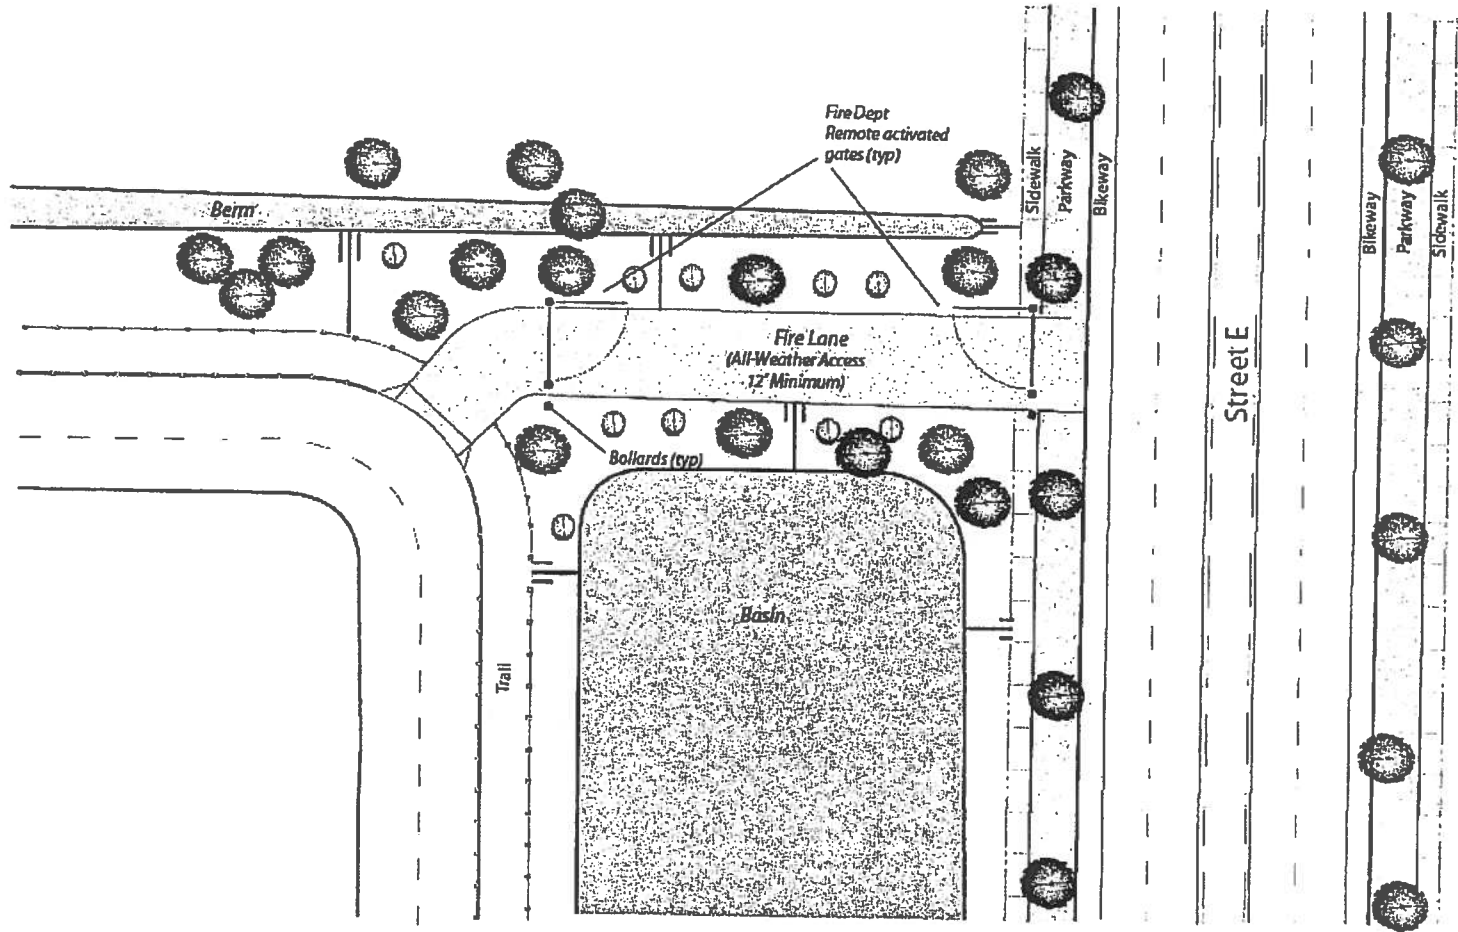 Fire Dept
Remote activated
gates (typ)
Sidewalk
Parkway
Bikeway
Bikeway
Parkway
Sidewalk
Berm
Fire Lane
(All-Weather Access
12' Minimum)
Street E
Bollards (typ)
Basin
Trail